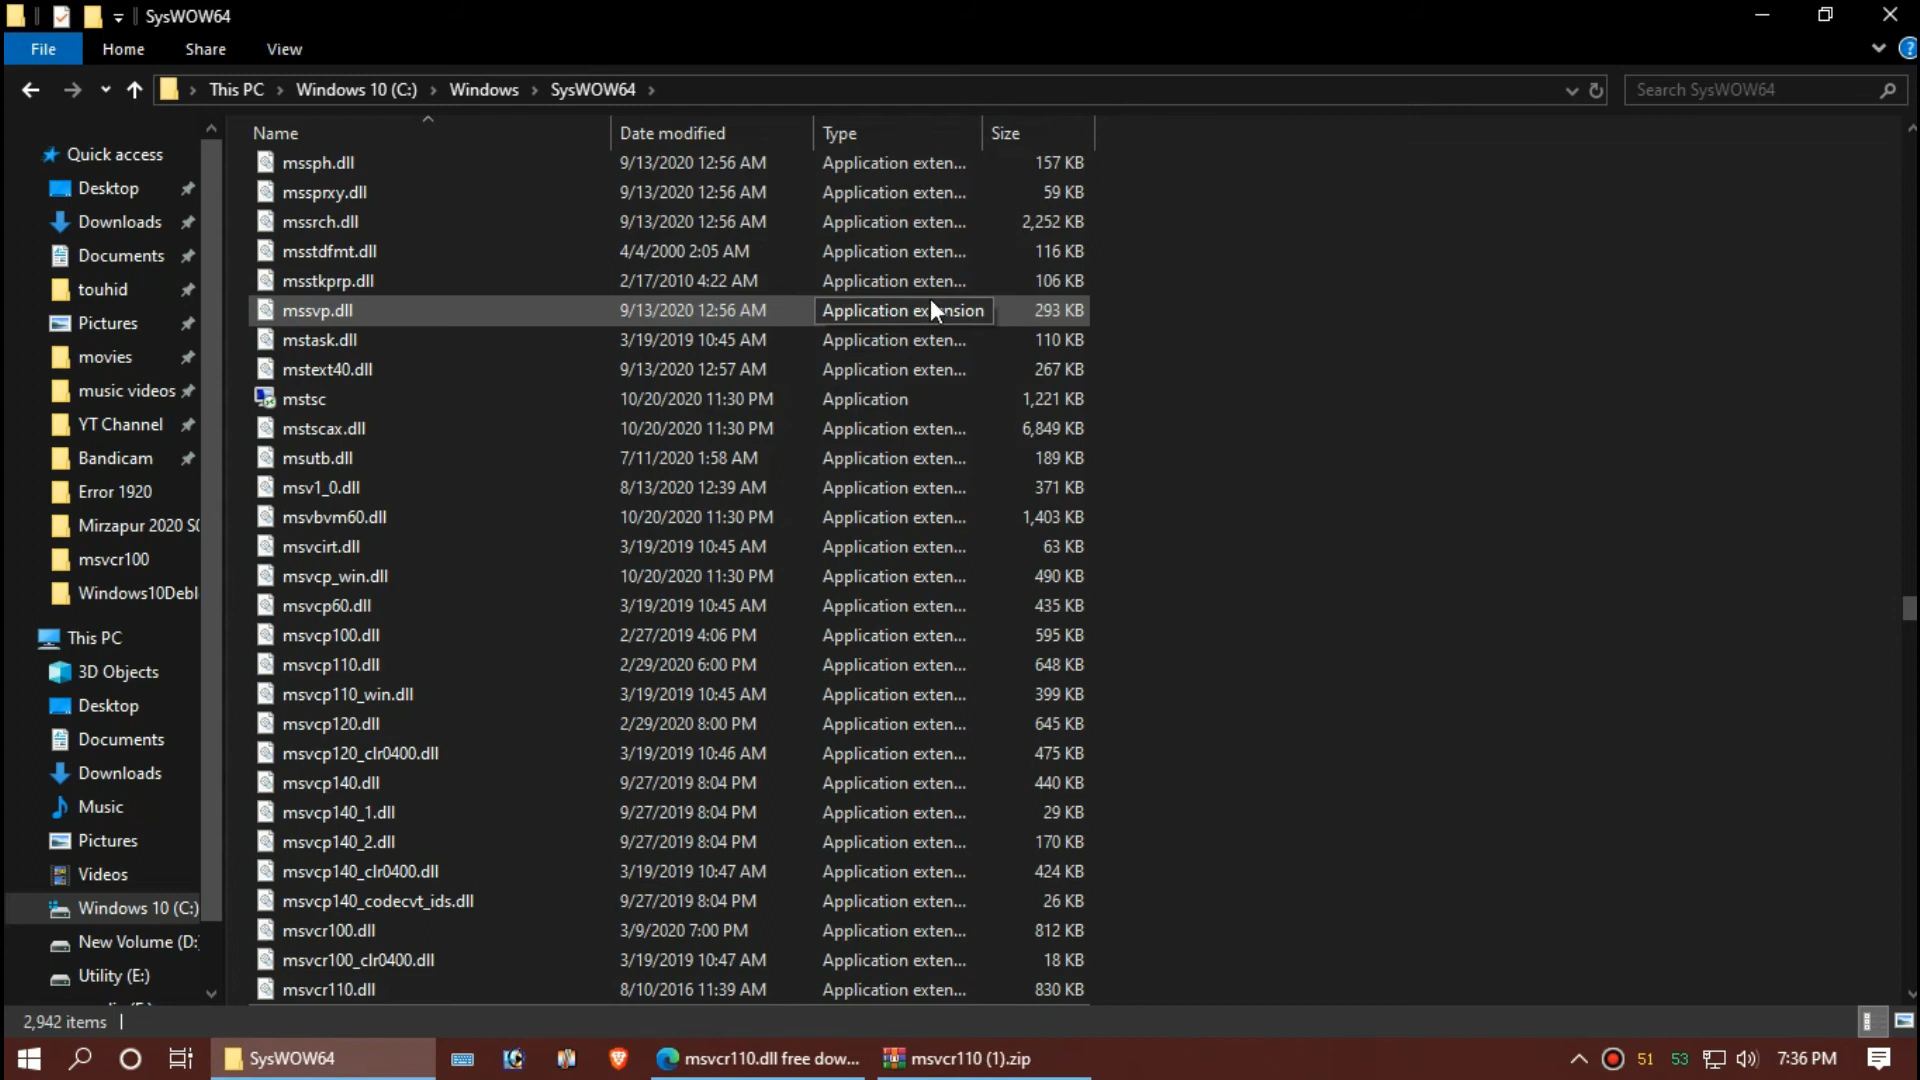 SysWOW64
File Home Share View
This PC Windows 10 (C:) Windows SysWOW64 Search SysWOW64
Name Date modified Type Size
Quick access
Desktop
Downloads
Documents
touhid
Pictures
movies
music videos
YT Channel
Bandicam
Error 1920
Mirzapur 2020 S0
msvcr100
Windows10Debl
This PC
3D Objects
Desktop
Documents
Downloads
Music
Pictures
Videos
Windows 10 (C:)
New Volume (D:)
Utility (E:)
mssph.dll 9/13/2020 12:56 AM Application exten... 157 KB
mssprxy.dll 9/13/2020 12:56 AM Application exten... 59 KB
mssrch.dll 9/13/2020 12:56 AM Application exten... 2,252 KB
msstdfmt.dll 4/4/2000 2:05 AM Application exten... 116 KB
msstkprp.dll 2/17/2010 4:22 AM Application exten... 106 KB
mssvp.dll 9/13/2020 12:56 AM Application extension 293 KB
mstask.dll 3/19/2019 10:45 AM Application exten... 110 KB
mstext40.dll 9/13/2020 12:57 AM Application exten... 267 KB
mstsc 10/20/2020 11:30 PM Application 1,221 KB
mstscax.dll 10/20/2020 11:30 PM Application exten... 6,849 KB
msutb.dll 7/11/2020 1:58 AM Application exten... 189 KB
msv1_0.dll 8/13/2020 12:39 AM Application exten... 371 KB
msvbvm60.dll 10/20/2020 11:30 PM Application exten... 1,403 KB
msvcirt.dll 3/19/2019 10:45 AM Application exten... 63 KB
msvcp_win.dll 10/20/2020 11:30 PM Application exten... 490 KB
msvcp60.dll 3/19/2019 10:45 AM Application exten... 435 KB
msvcp100.dll 2/27/2019 4:06 PM Application exten... 595 KB
msvcp110.dll 2/29/2020 6:00 PM Application exten... 648 KB
msvcp110_win.dll 3/19/2019 10:45 AM Application exten... 399 KB
msvcp120.dll 2/29/2020 8:00 PM Application exten... 645 KB
msvcp120_clr0400.dll 3/19/2019 10:46 AM Application exten... 475 KB
msvcp140.dll 9/27/2019 8:04 PM Application exten... 440 KB
msvcp140_1.dll 9/27/2019 8:04 PM Application exten... 29 KB
msvcp140_2.dll 9/27/2019 8:04 PM Application exten... 170 KB
msvcp140_clr0400.dll 3/19/2019 10:47 AM Application exten... 424 KB
msvcp140_codecvt_ids.dll 9/27/2019 8:04 PM Application exten... 26 KB
msvcr100.dll 3/9/2020 7:00 PM Application exten... 812 KB
msvcr100_clr0400.dll 3/19/2019 10:47 AM Application exten... 18 KB
msvcr110.dll 8/10/2016 11:39 AM Application exten... 830 KB
2,942 items
SysWOW64 msvcr110.dll free dow... msvcr110 (1).zip 51 53 7:36 PM